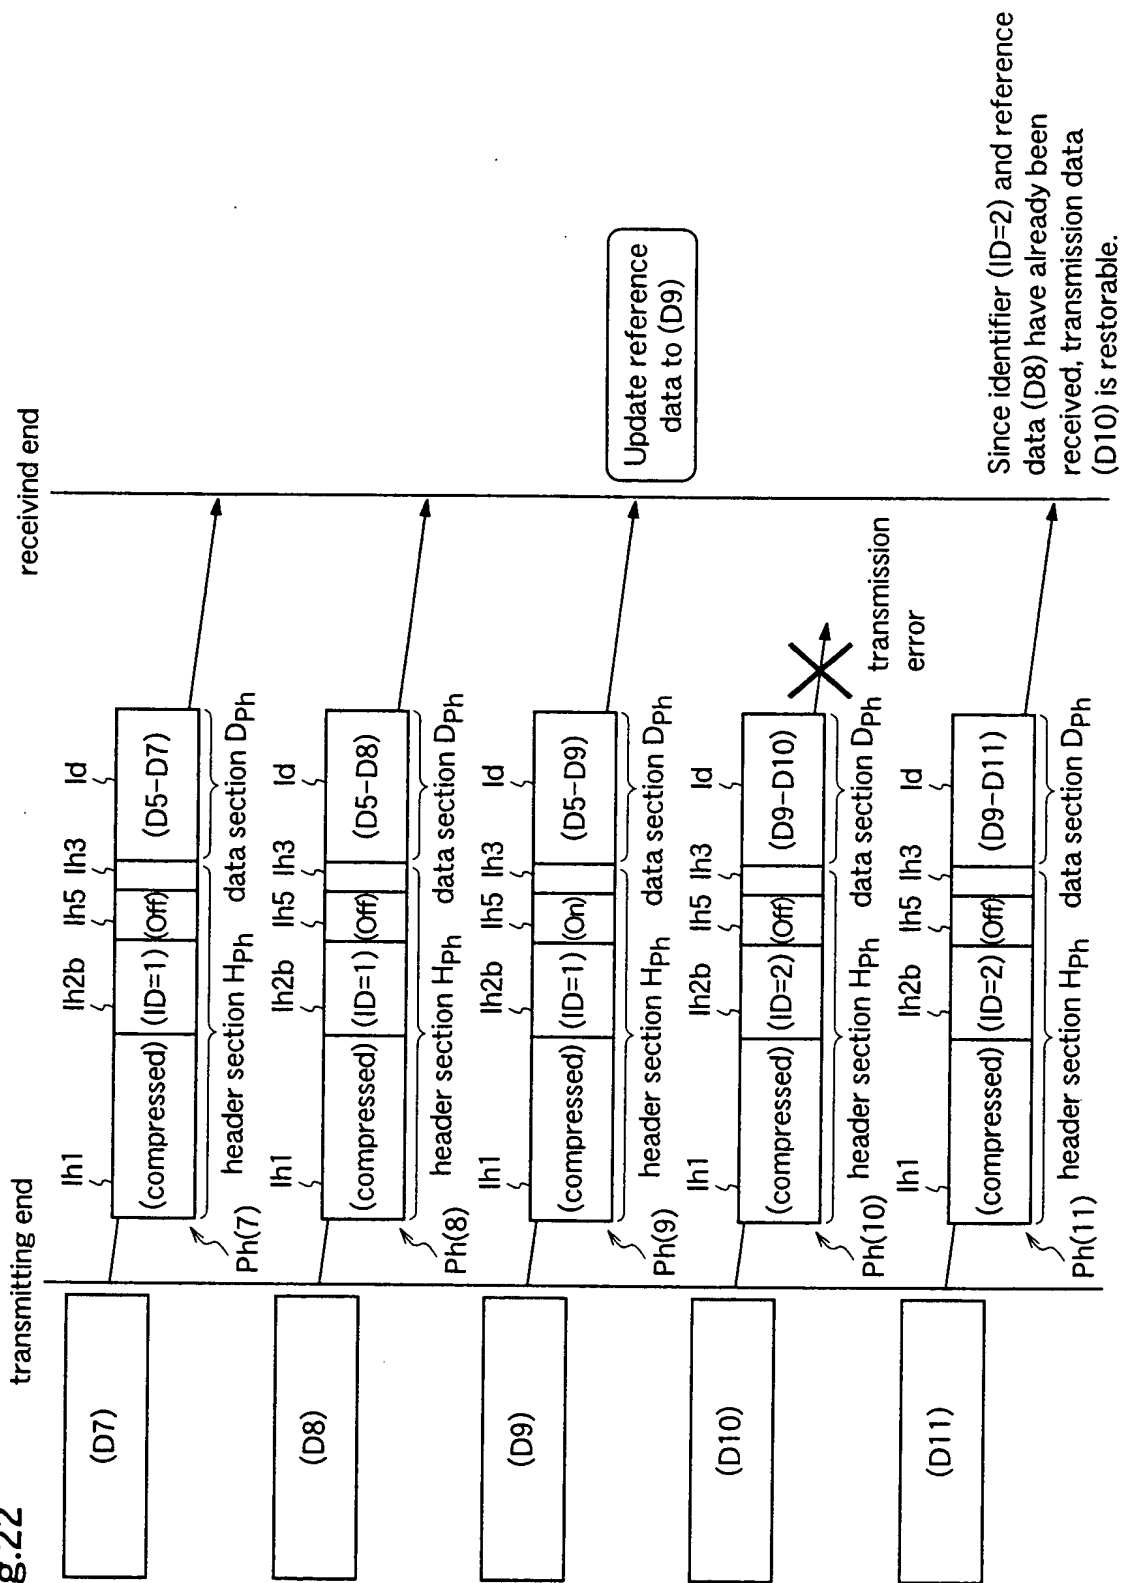 g.22
transmitting end
receivind end
(D7)
Ih1 Ih2b Ih5 Ih3 Id
(compressed) (ID=1) (Off) (D5-D7)
Ph(7) header section HPh data section DPh
(D8)
Ih1 Ih2b Ih5 Ih3 Id
(compressed) (ID=1) (Off) (D5-D8)
Ph(8) header section HPh data section DPh
(D9)
Ih1 Ih2b Ih5 Ih3 Id
(compressed) (ID=1) (On) (D5-D9)
Ph(9) header section HPh data section DPh
Update reference
data to (D9)
(D10)
Ih1 Ih2b Ih5 Ih3 Id
(compressed) (ID=2) (Off) (D9-D10)
Ph(10) header section HPh data section DPh
transmission
error
(D11)
Ih1 Ih2b Ih5 Ih3 Id
(compressed) (ID=2) (Off) (D9-D11)
Ph(11) header section HPh data section DPh
Since identifier (ID=2) and reference
data (D8) have already been
received, transmission data
(D10) is restorable.